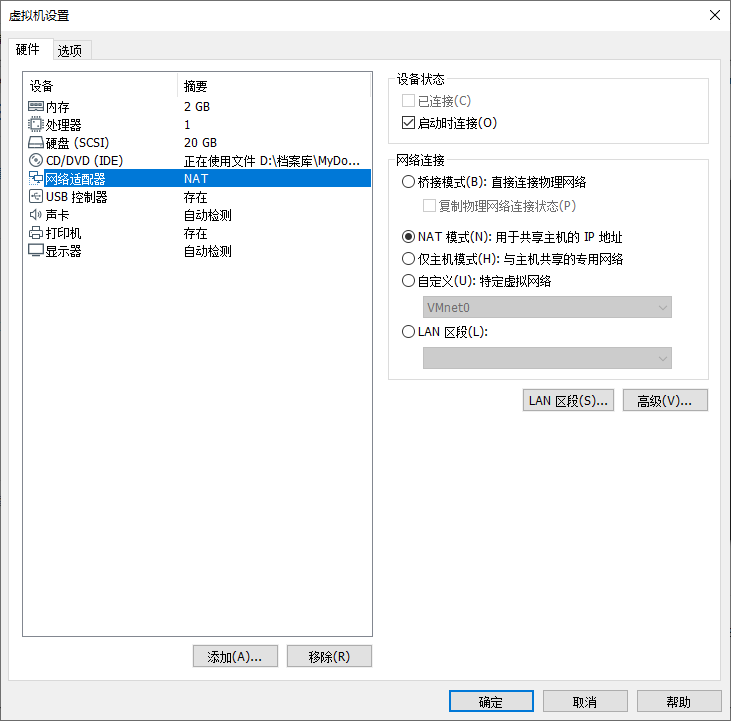 虚拟机设置
硬件 选项
设备 摘要
内存 2 GB
处理器 1
硬盘 (SCSI) 20 GB
CD/DVD (IDE) 正在使用文件 D:\档案库\MyDo...
网络适配器 NAT
USB 控制器 存在
声卡 自动检测
打印机 存在
显示器 自动检测
添加(A)... 移除(R)
设备状态
已连接(C)
启动时连接(O)
网络连接
桥接模式(B): 直接连接物理网络
复制物理网络连接状态(P)
NAT 模式(N): 用于共享主机的 IP 地址
仅主机模式(H): 与主机共享的专用网络
自定义(U): 特定虚拟网络
VMnet0
LAN 区段(L):
LAN 区段(S)... 高级(V)...
确定 取消 帮助